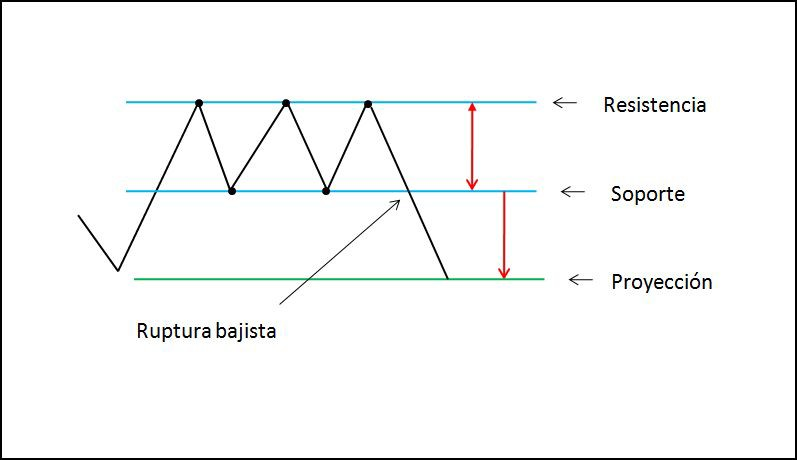 Resistencia
Soporte
Proyección
Ruptura bajista